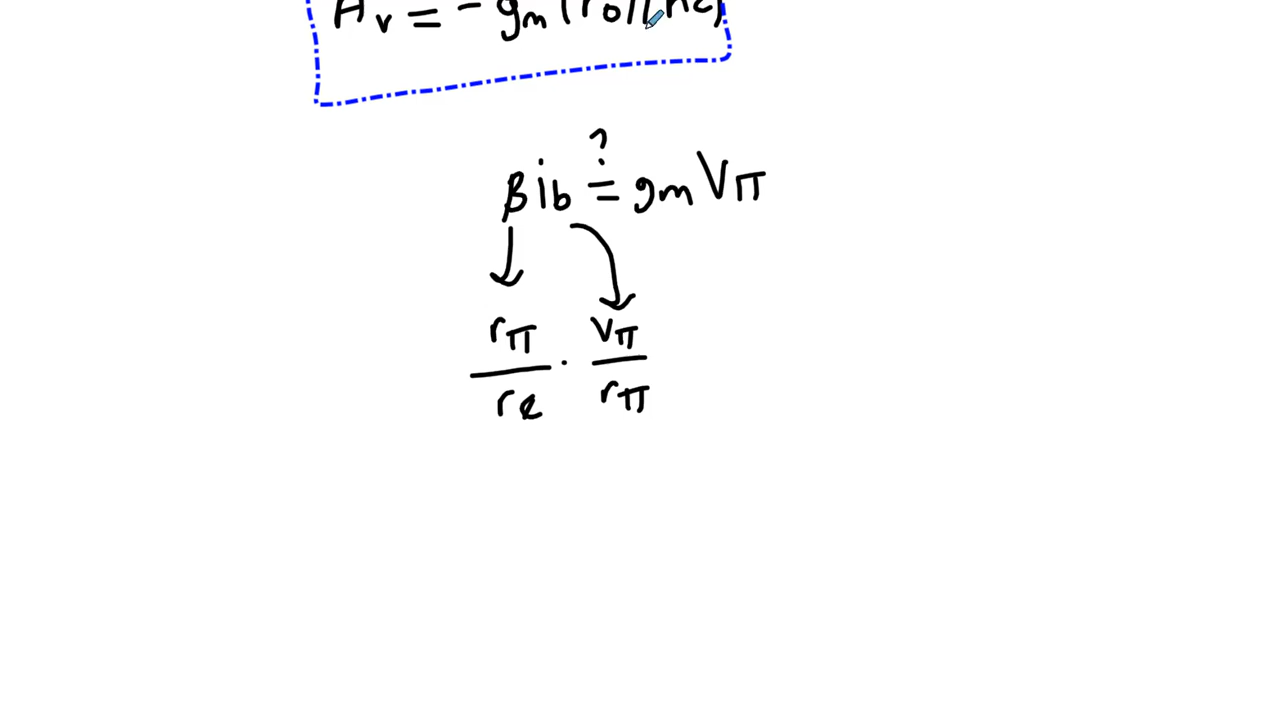 Av = - gm (ro||Rc)
βib ?= gmVπ
rπ/re · vπ/rπ